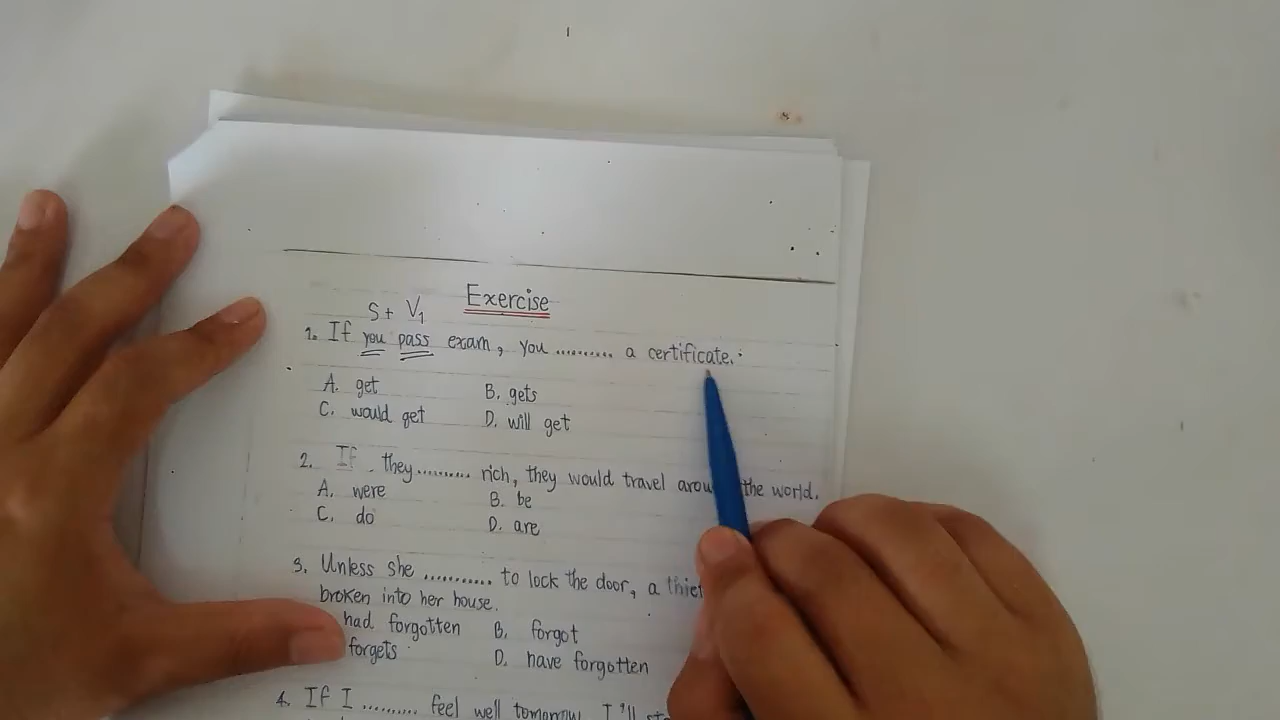 Exercise
S + V1
1. If you pass exam, you .......... a certificate.
A. get B. gets
C. would get D. will get
2. If they .......... rich, they would travel the world.
A. were B. be
C. do D. are
3. Unless she ........... to lock the door, a
broken into her house.
had forgotten B. forgot
forgets D. have forgotten
4. If I .......... feel well tomorrow, I'll